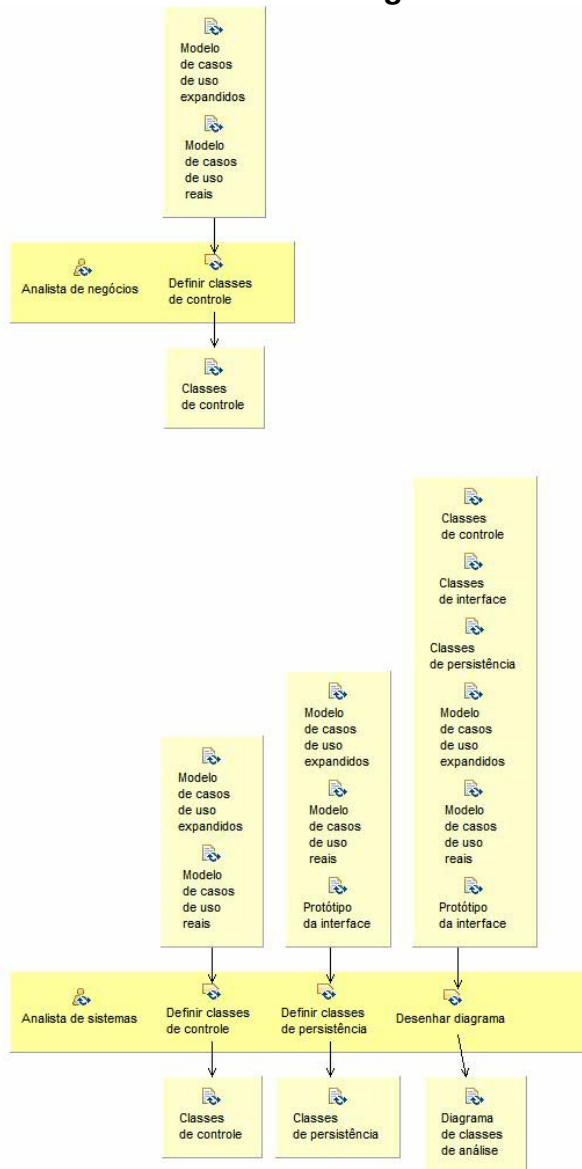 Modelo
de casos
de uso
expandidos
Modelo
de casos
de uso
reais
Analista de negócios
Definir classes
de controle
Classes
de controle
Classes
de controle
Classes
de interface
Classes
de persistência
Modelo
de casos
de uso
expandidos
Modelo
de casos
de uso
reais
Protótipo
da interface
Modelo
de casos
de uso
expandidos
Modelo
de casos
de uso
reais
Protótipo
da interface
Modelo
de casos
de uso
expandidos
Modelo
de casos
de uso
reais
Analista de sistemas
Definir classes
de controle
Definir classes
de persistência
Desenhar diagrama
Classes
de controle
Classes
de persistência
Diagrama
de classes
de análise